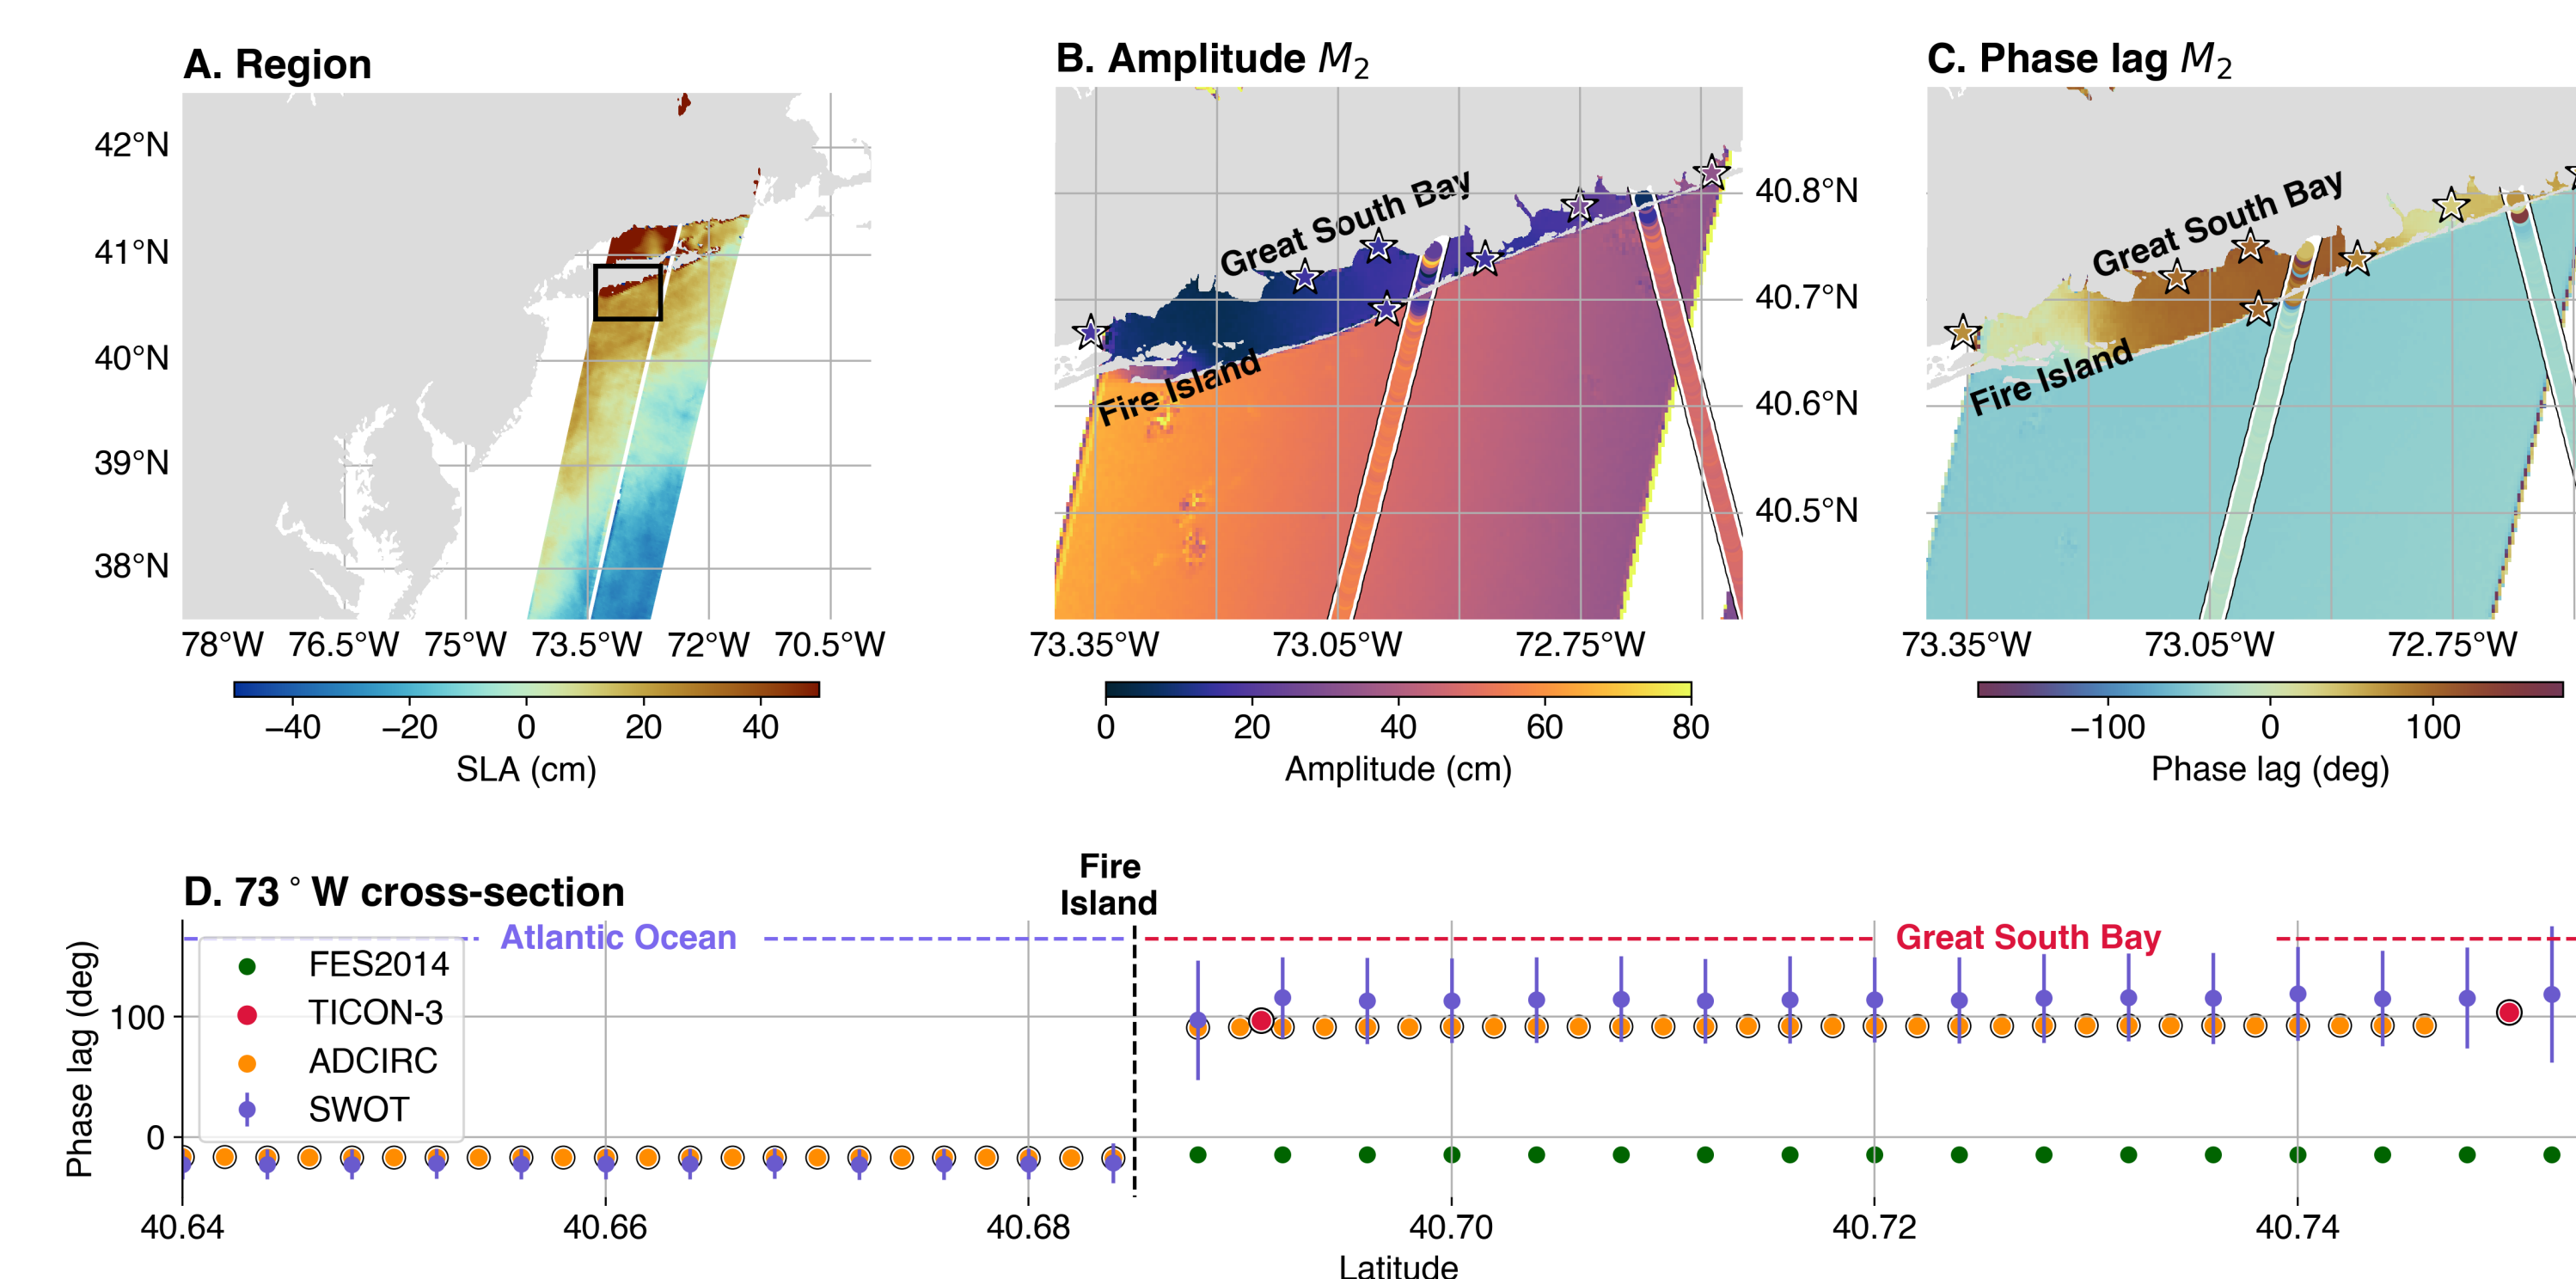 A. Region
B. Amplitude M₂
C. Phase lag M₂
42°N
41°N
40°N
39°N
38°N
78°W 76.5°W 75°W 73.5°W 72°W 70.5°W
−40 −20 0 20 40
SLA (cm)
Great South Bay
Fire Island
40.8°N
40.7°N
40.6°N
40.5°N
73.35°W 73.05°W 72.75°W
0 20 40 60 80
Amplitude (cm)
Great South Bay
Fire Island
73.35°W 73.05°W 72.75°W
−100 0 100
Phase lag (deg)
D. 73°W cross-section
Fire
Island
Atlantic Ocean
Great South Bay
FES2014
TICON-3
ADCIRC
SWOT
Phase lag (deg)
100
0
40.64 40.66 40.68 40.70 40.72 40.74
Latitude